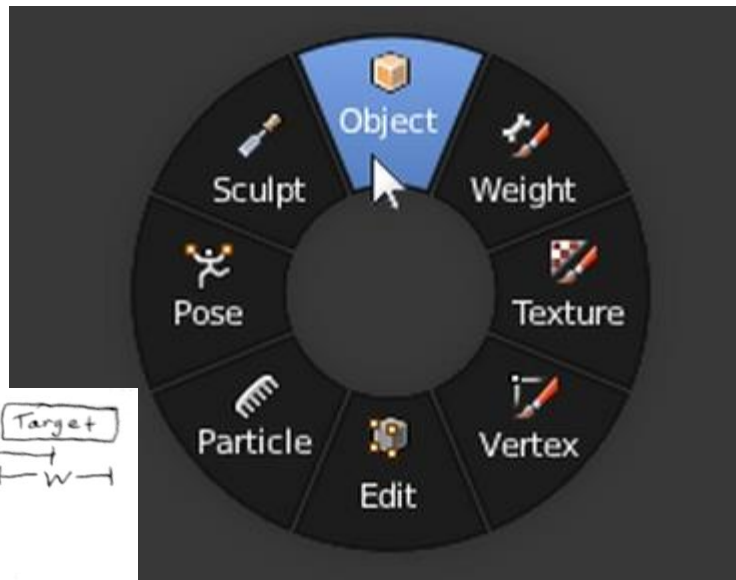 Object
Sculpt
Weight
Pose
Texture
Particle
Vertex
Edit
Target
W